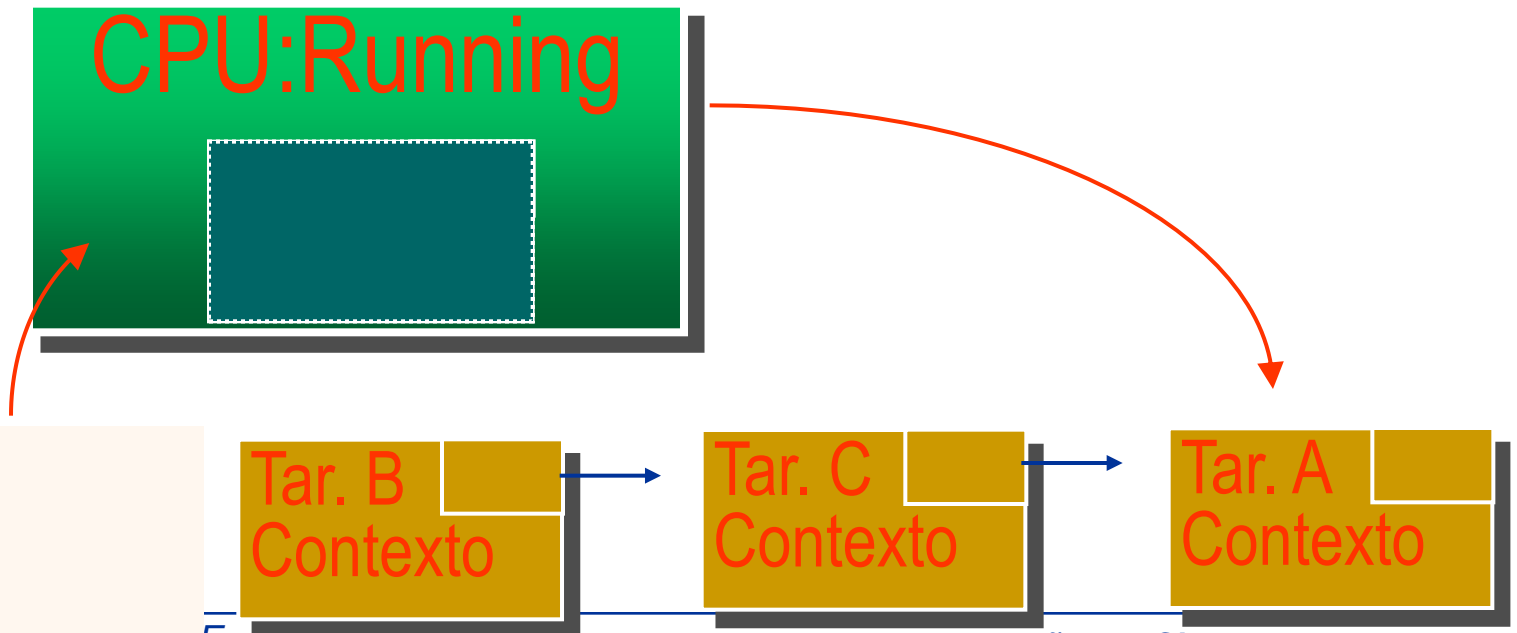 CPU:Running
Tar. B
Contexto
Tar. C
Contexto
Tar. A
Contexto